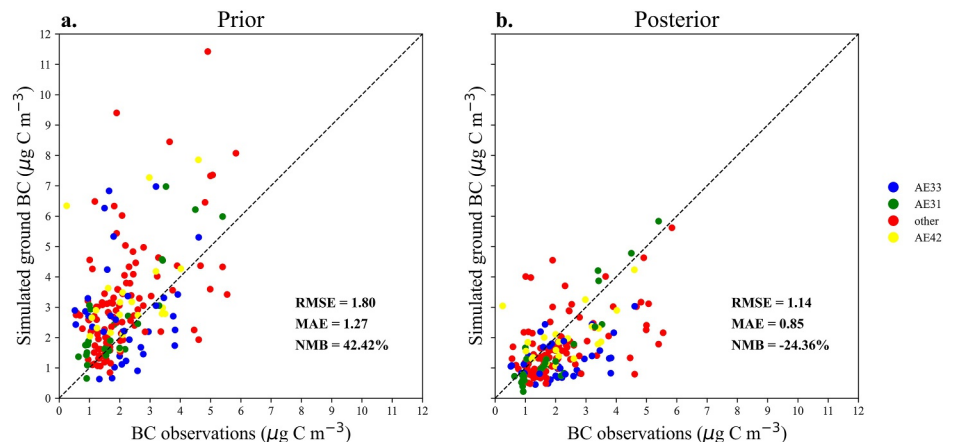 a. Prior
12
11
10
9
8
7
6
5
4
3
2
1
0
Simulated ground BC (μg C m⁻³)
RMSE = 1.80
MAE = 1.27
NMB = 42.42%
0 1 2 3 4 5 6 7 8 9 10 11 12
BC observations (μg C m⁻³)
b. Posterior
12
11
10
9
8
7
6
5
4
3
2
1
0
Simulated ground BC (μg C m⁻³)
RMSE = 1.14
MAE = 0.85
NMB = -24.36%
0 1 2 3 4 5 6 7 8 9 10 11 12
BC observations (μg C m⁻³)
AE33
AE31
other
AE42